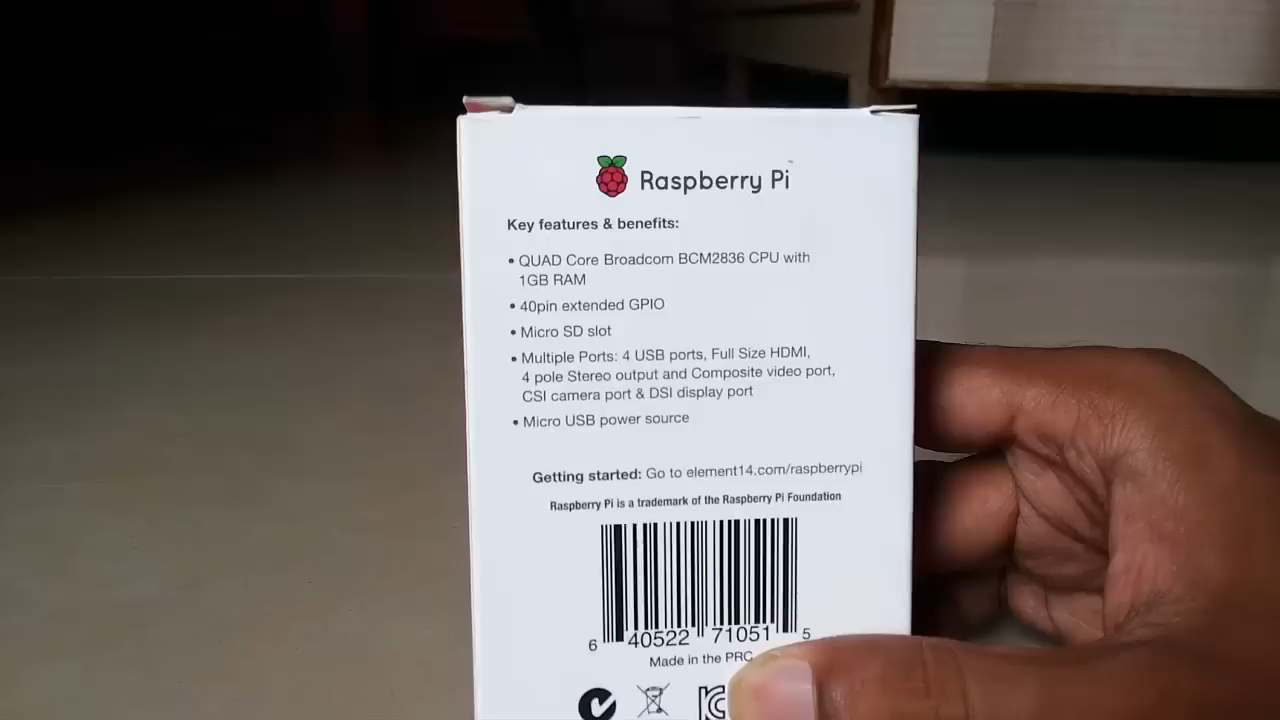 Raspberry Pi™
Key features & benefits:
• QUAD Core Broadcom BCM2836 CPU with
1GB RAM
• 40pin extended GPIO
• Micro SD slot
• Multiple Ports: 4 USB ports, Full Size HDMI,
4 pole Stereo output and Composite video port,
CSI camera port & DSI display port
• Micro USB power source
Getting started: Go to element14.com/raspberrypi
Raspberry Pi is a trademark of the Raspberry Pi Foundation
6 40522 71051 5
Made in the PRC